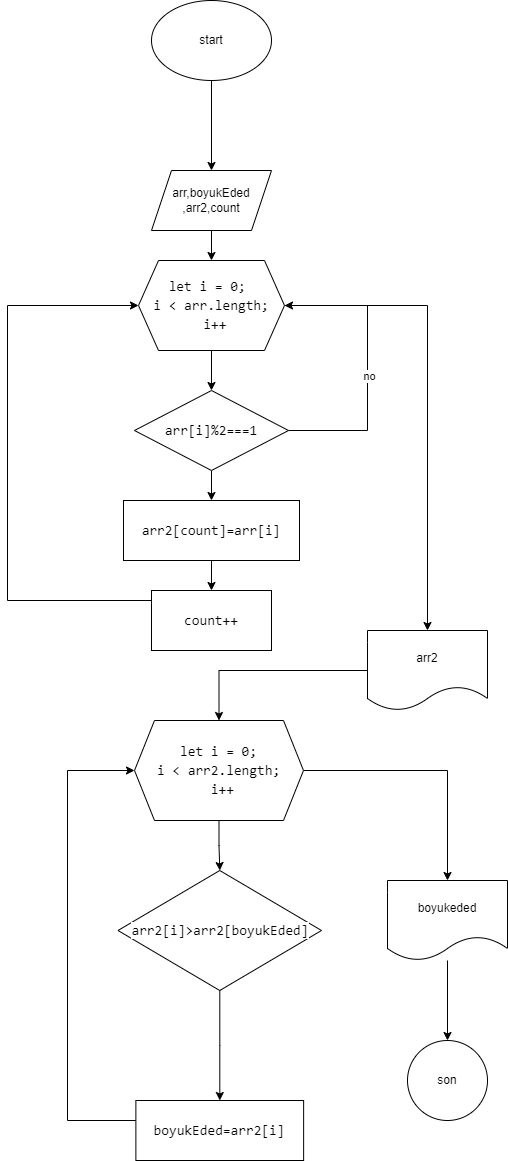 start
arr,boyukEded
,arr2,count
let i = 0;
i < arr.length;
i++
no
arr[i]%2===1
arr2[count]=arr[i]
count++
arr2
let i = 0;
i < arr2.length;
i++
boyukeded
arr2[i]>arr2[boyukEded]
son
boyukEded=arr2[i]